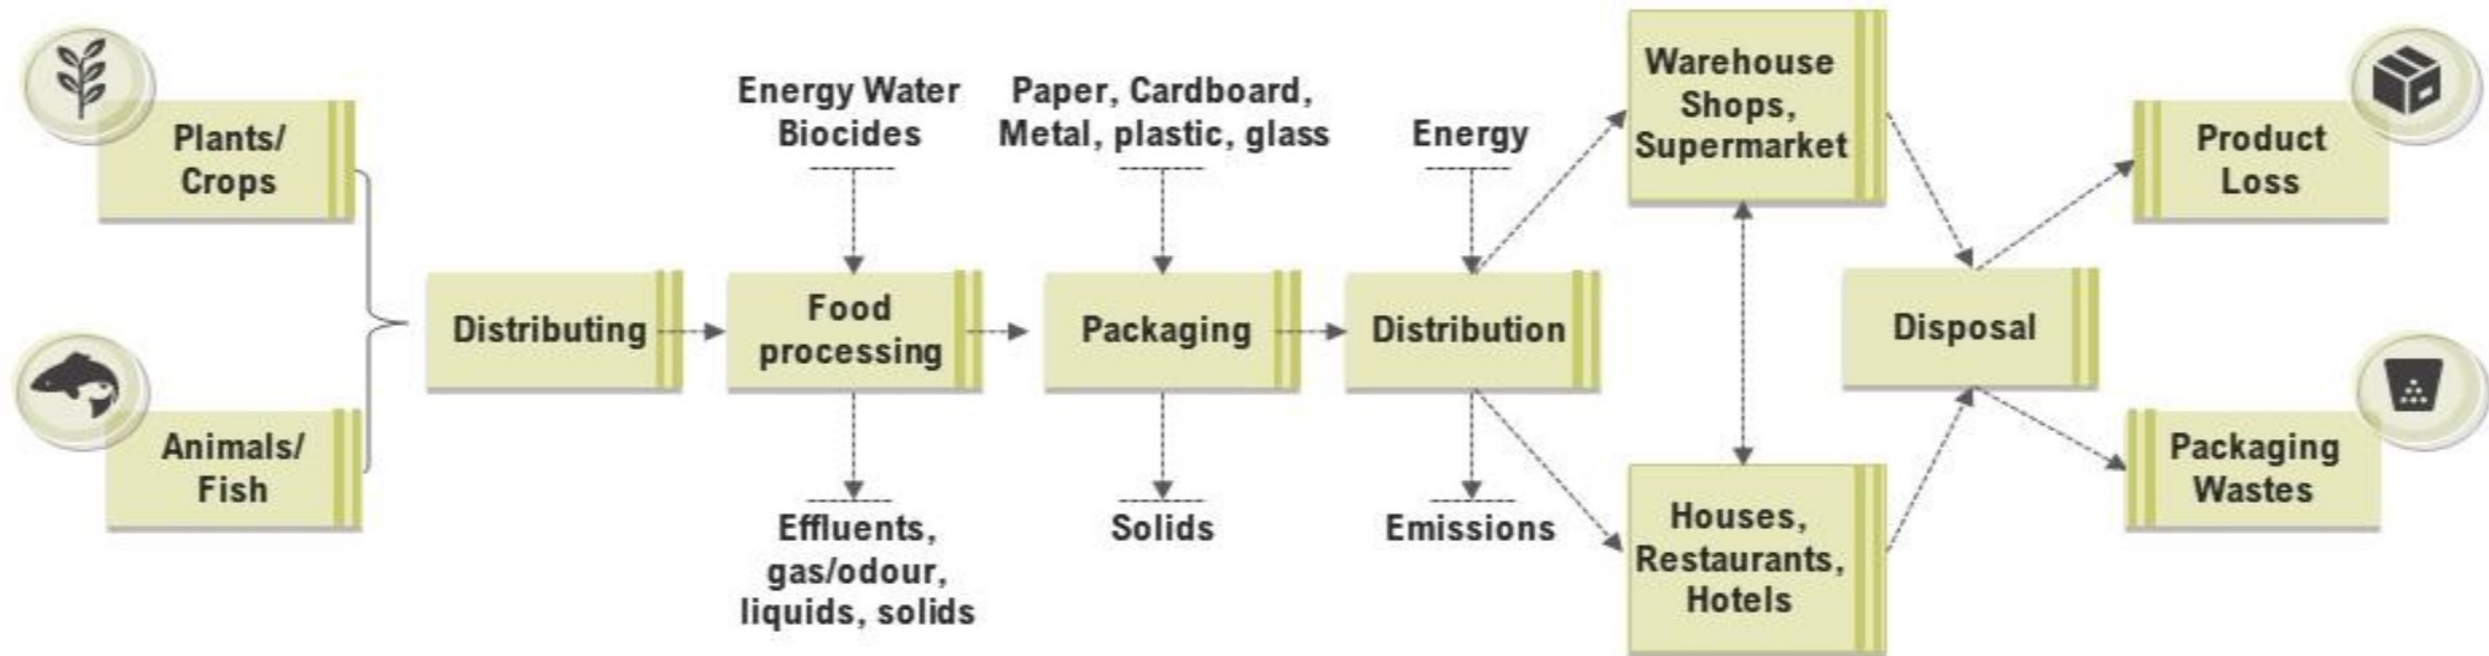 Plants/
Crops
Animals/
Fish
Distributing
Energy Water
Biocides
Food
processing
Effluents,
gas/odour,
liquids, solids
Paper, Cardboard,
Metal, plastic, glass
Packaging
Solids
Energy
Distribution
Emissions
Warehouse
Shops,
Supermarket
Houses,
Restaurants,
Hotels
Disposal
Product
Loss
Packaging
Wastes